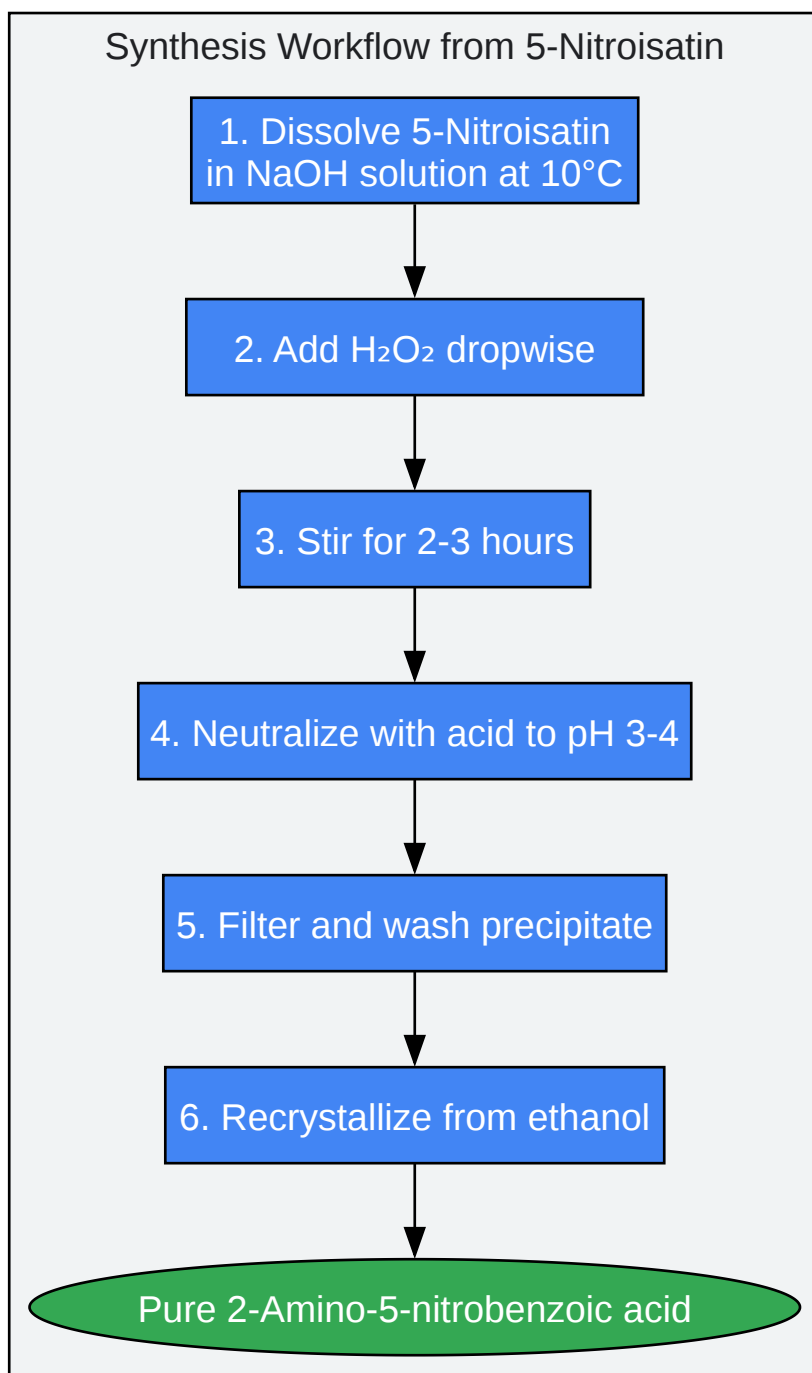 Synthesis Workflow from 5-Nitroisatin
1. Dissolve 5-Nitroisatin
in NaOH solution at 10°C
2. Add H₂O₂ dropwise
3. Stir for 2-3 hours
4. Neutralize with acid to pH 3-4
5. Filter and wash precipitate
6. Recrystallize from ethanol
Pure 2-Amino-5-nitrobenzoic acid